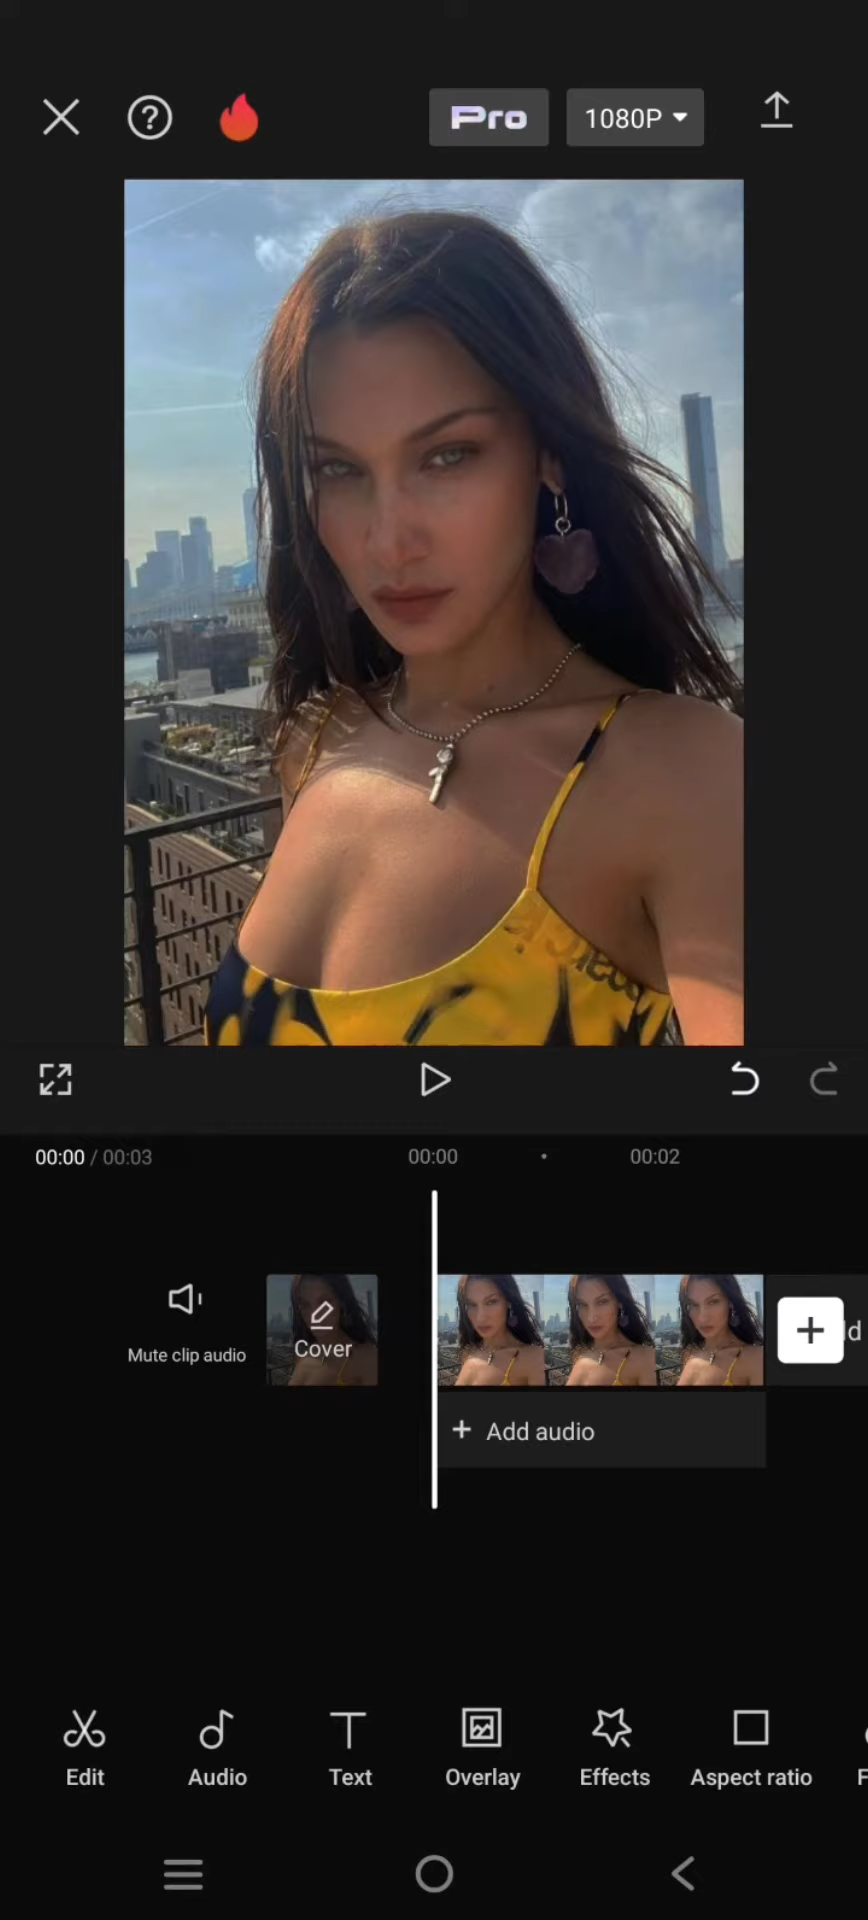 Pro
1080P
00:00 / 00:03
00:00
00:02
Mute clip audio
Cover
Add audio
Edit
Audio
Text
Overlay
Effects
Aspect ratio